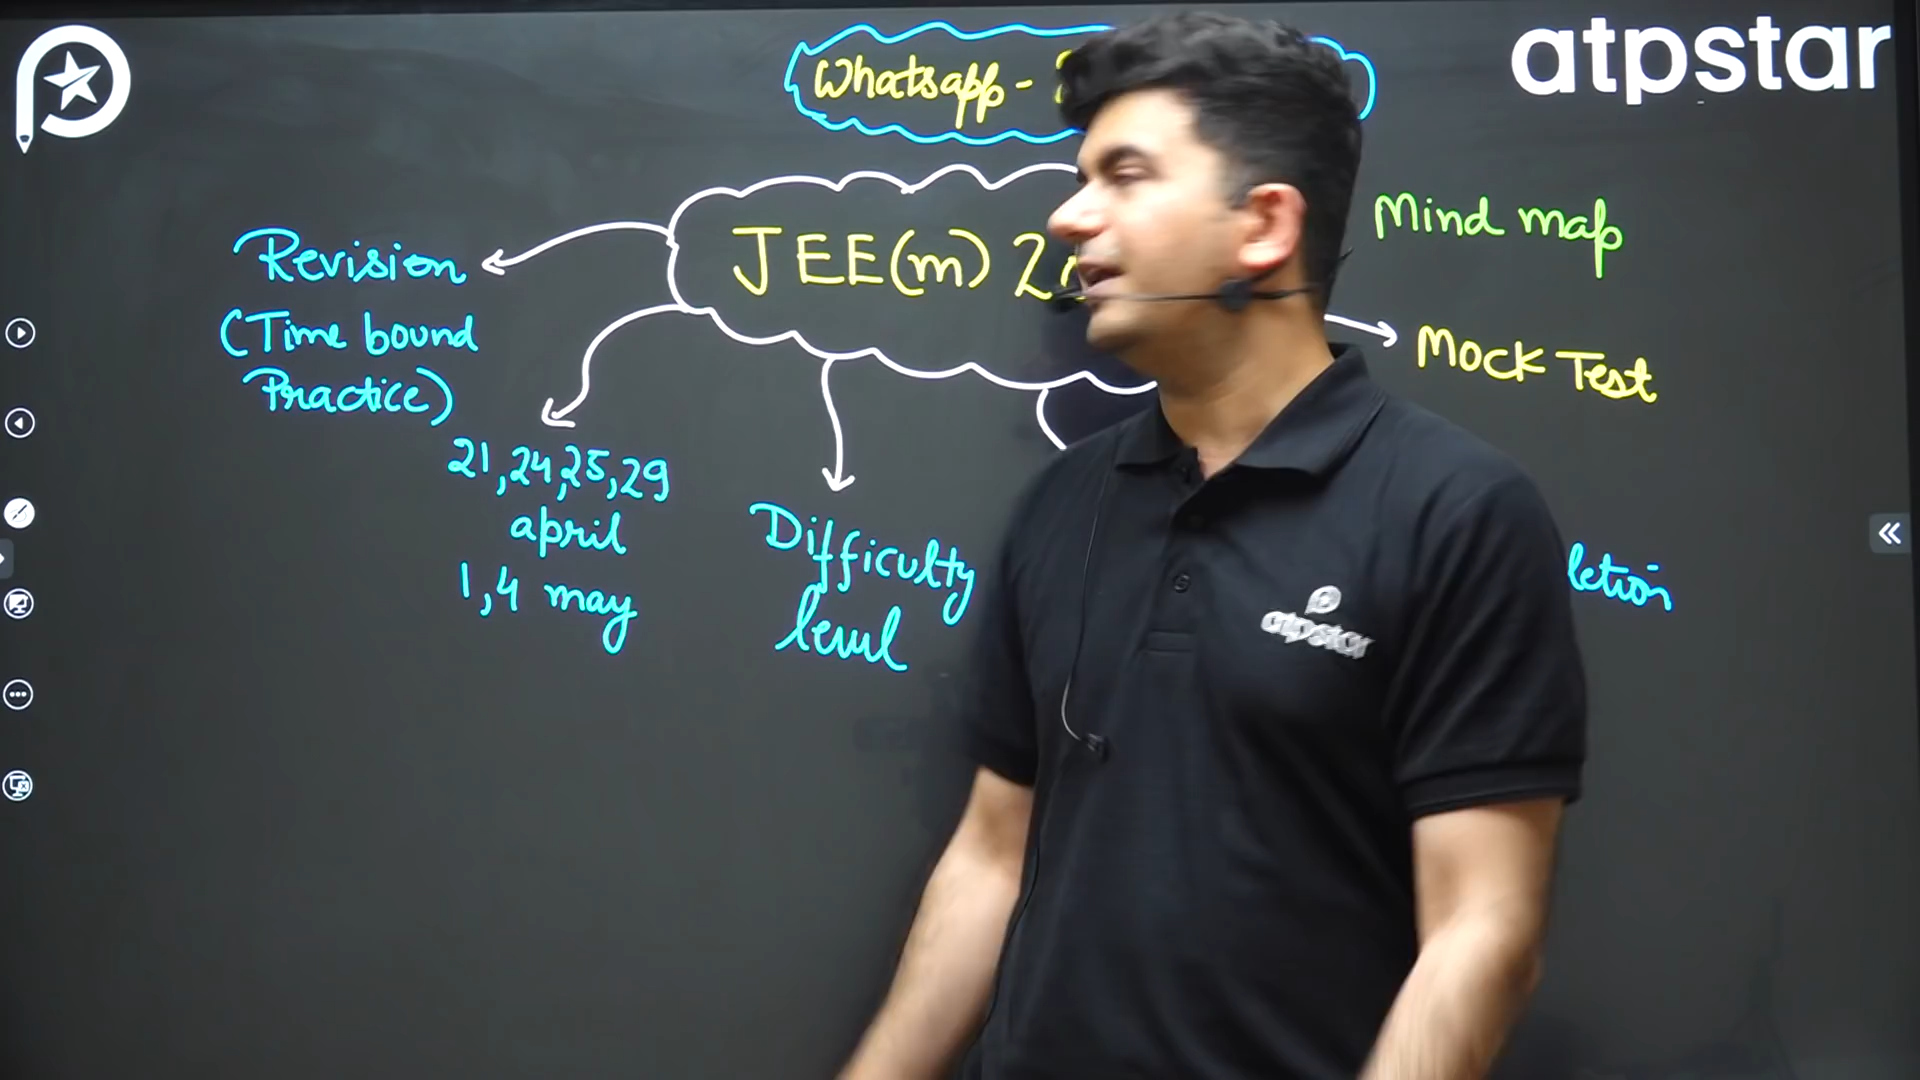 atpstar
Whatsapp -
JEE(m) 2
Revision
(Time bound
Practice)
21,24,25,29
april
1,4 may
Difficulty
level
Mind map
Mock Test
letion
atpstar